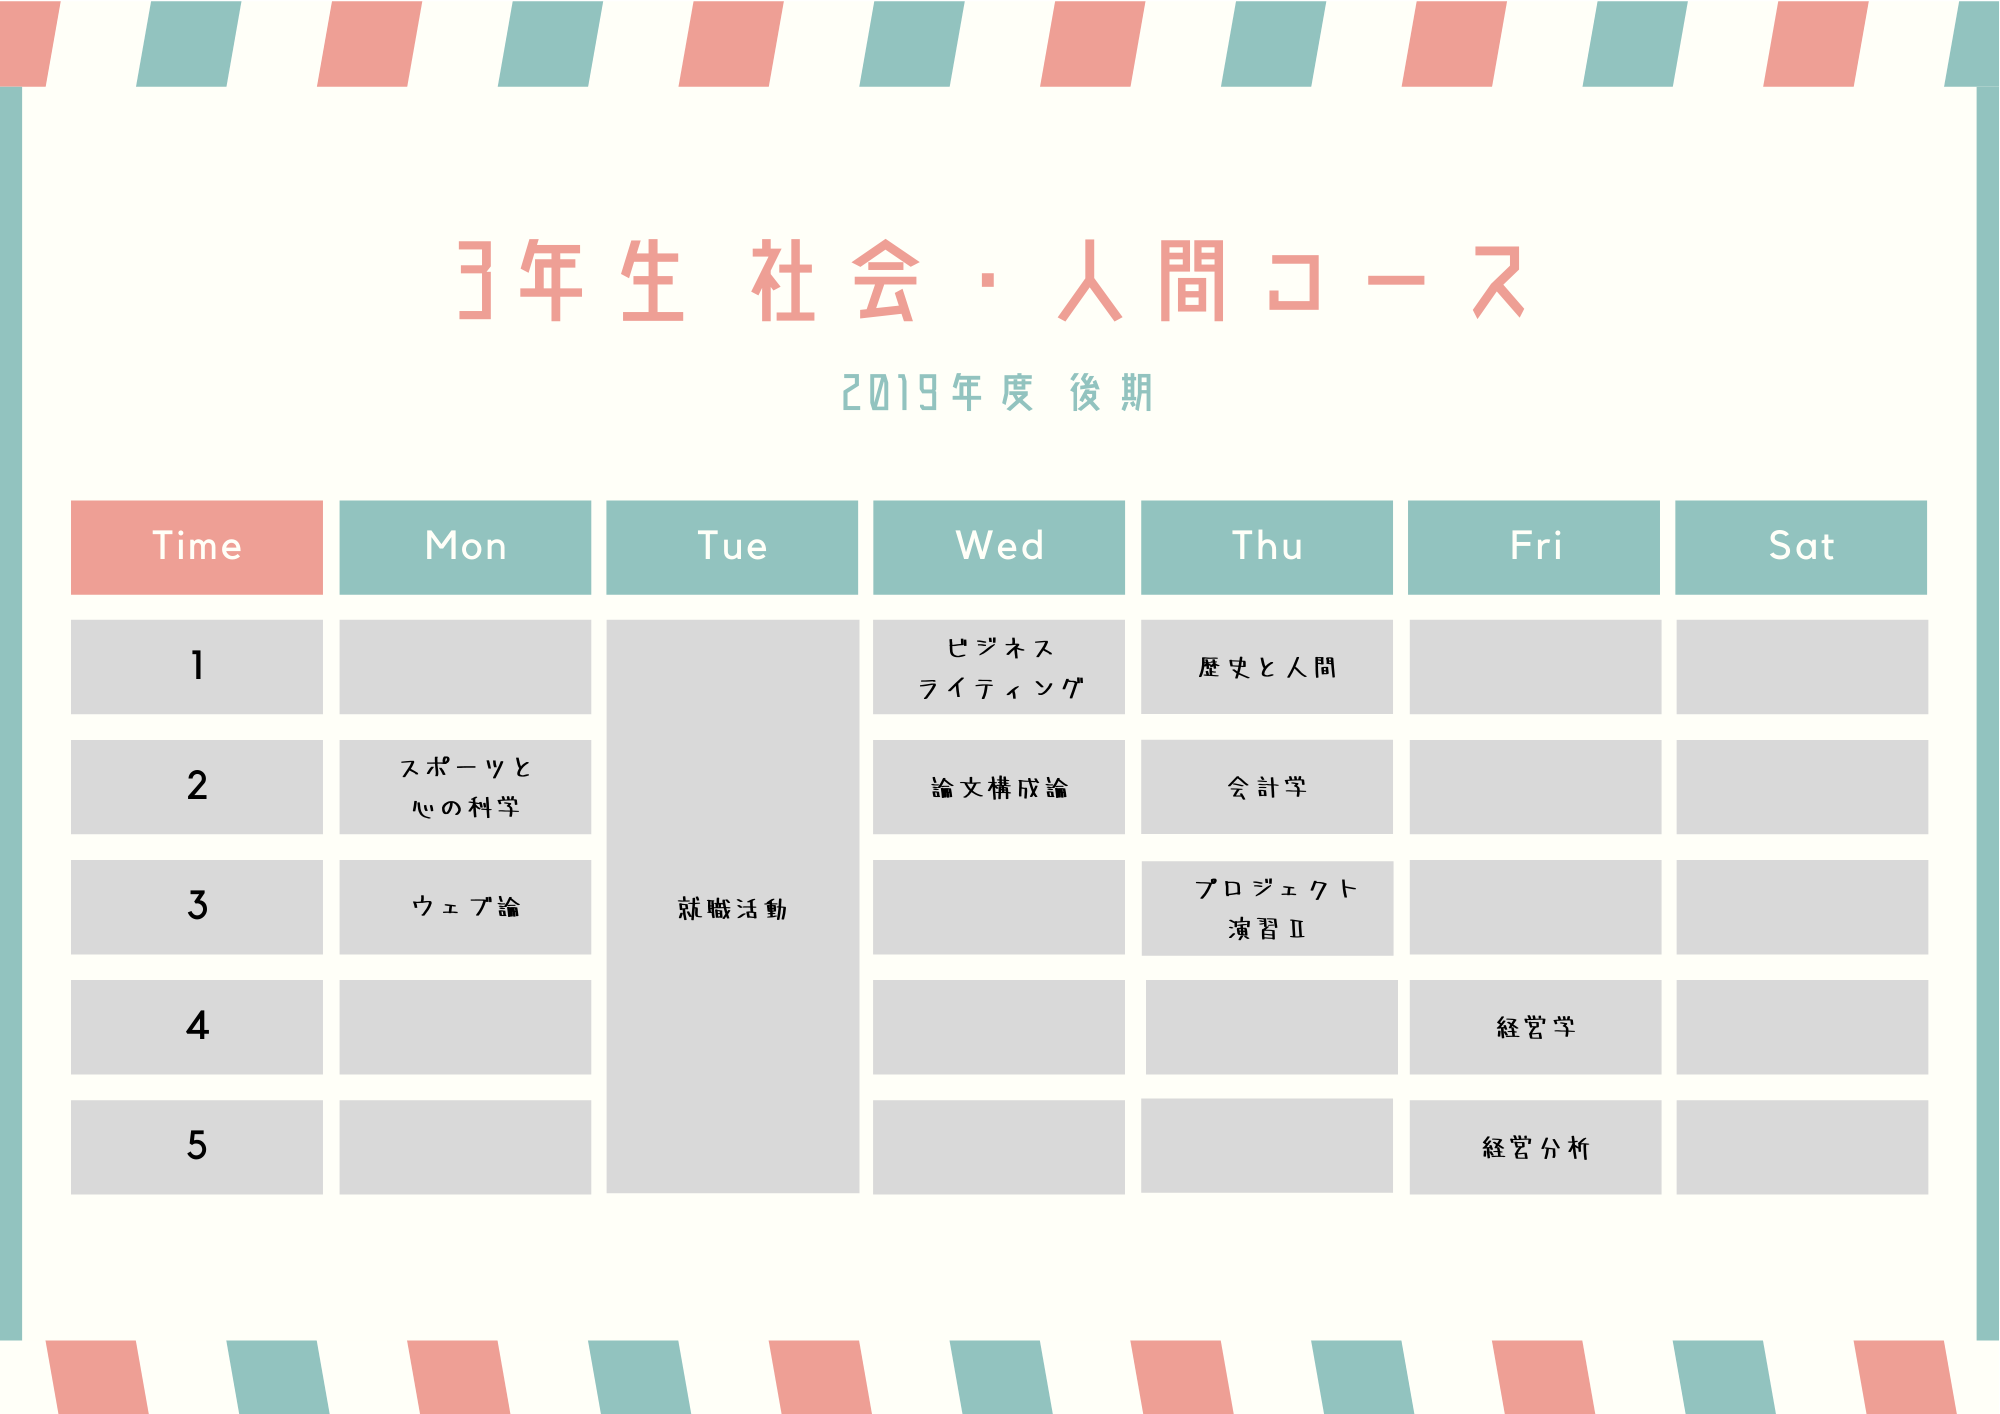 3年生 社会・人間コース
2019年度 後期
Time Mon Tue Wed Thu Fri Sat
1
ビジネス
ライティング
歴史と人間
2
スポーツと
心の科学
論文構成論
会計学
3
ウェブ論
就職活動
プロジェクト
演習Ⅱ
4
経営学
5
経営分析